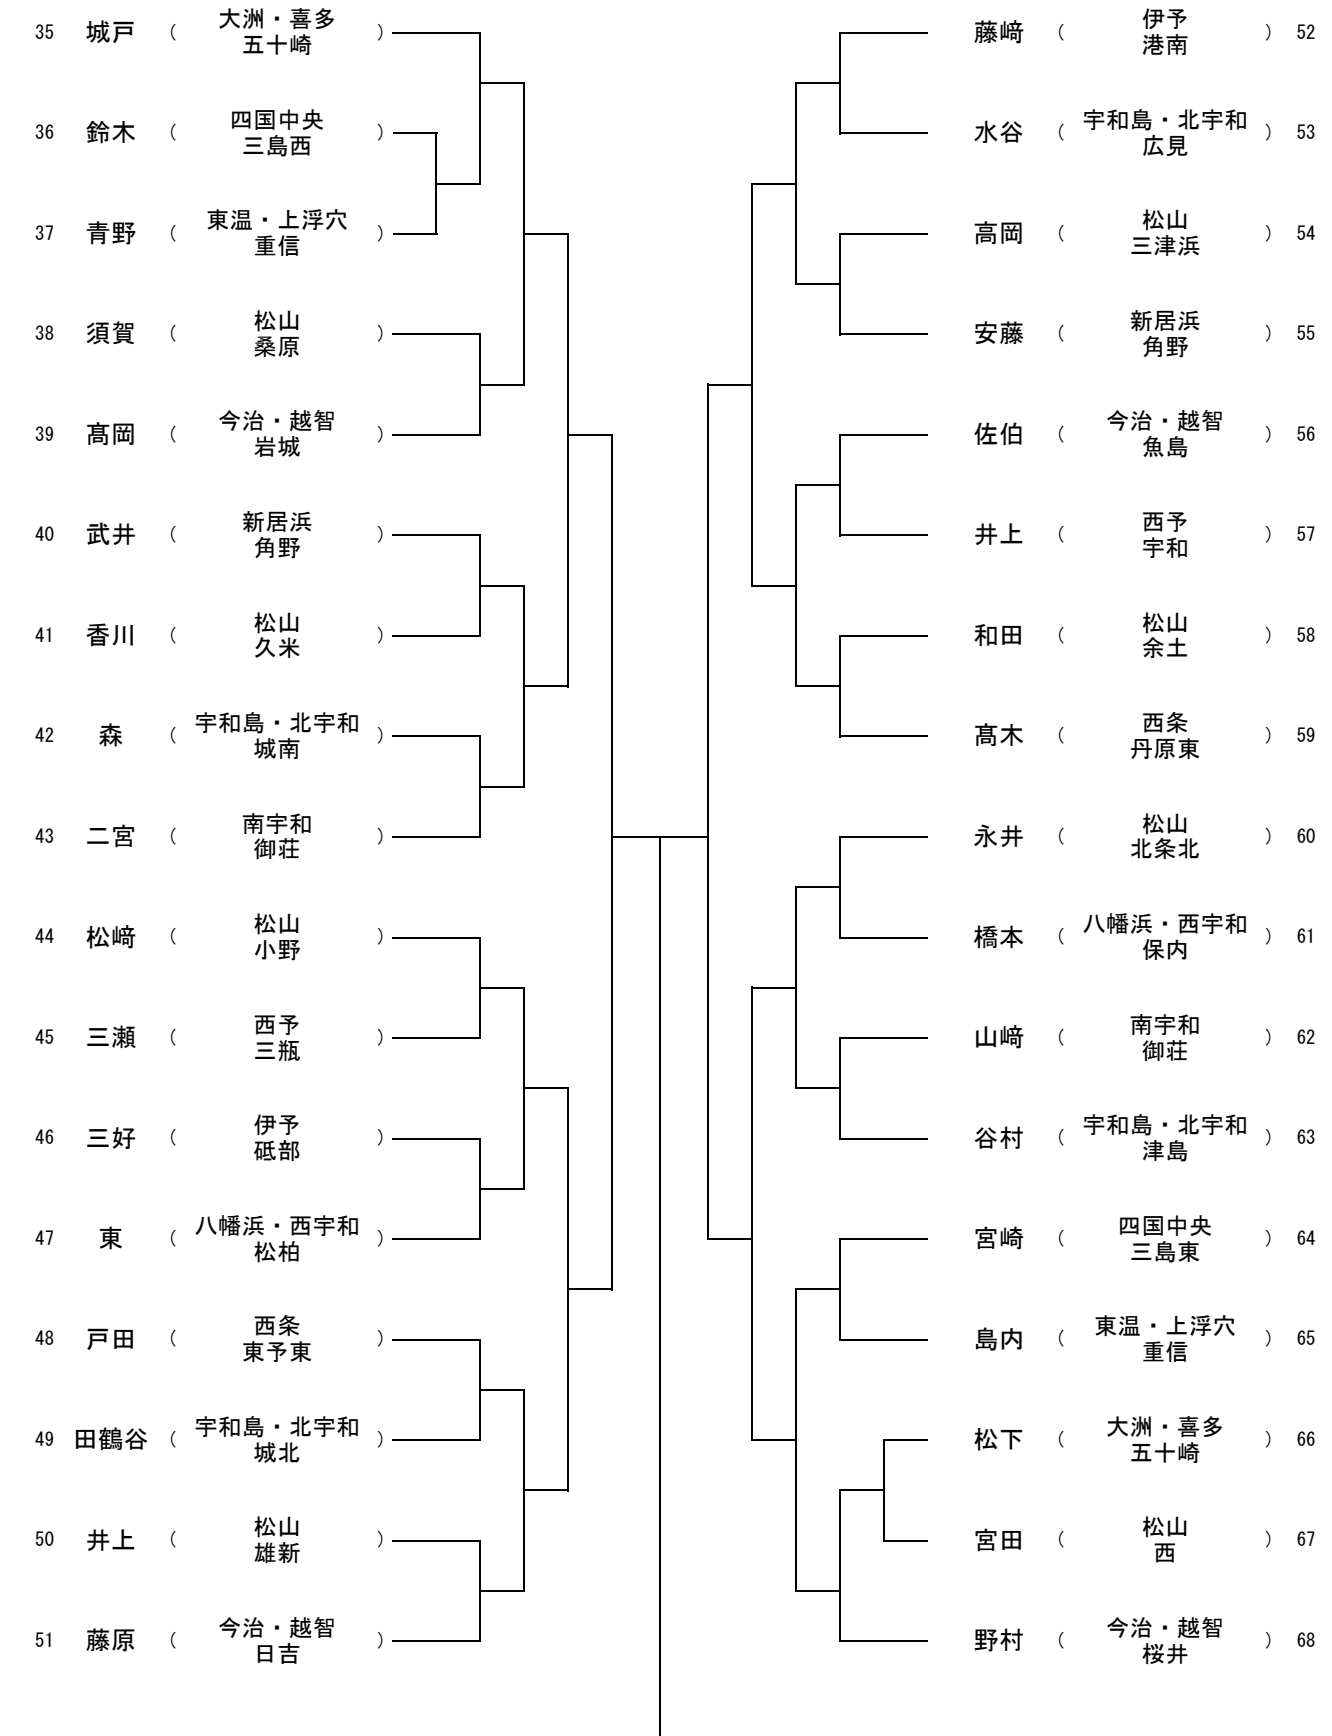 大洲・喜多
35 城戸 ( )
五十崎
四国中央
36 鈴木 ( )
三島西
東温・上浮穴
37 青野 ( )
重信
松山
38 須賀 ( )
桑原
今治・越智
39 髙岡 ( )
岩城
新居浜
40 武井 ( )
角野
松山
41 香川 ( )
久米
宇和島・北宇和
42 森 ( )
城南
南宇和
43 二宮 ( )
御荘
松山
44 松﨑 ( )
小野
西予
45 三瀬 ( )
三瓶
伊予
46 三好 ( )
砥部
八幡浜・西宇和
47 東 ( )
松柏
西条
48 戸田 ( )
東予東
宇和島・北宇和
49 田鶴谷 ( )
城北
松山
50 井上 ( )
雄新
今治・越智
51 藤原 ( )
日吉
伊予
藤﨑 ( ) 52
港南
宇和島・北宇和
水谷 ( ) 53
広見
松山
高岡 ( ) 54
三津浜
新居浜
安藤 ( ) 55
角野
今治・越智
佐伯 ( ) 56
魚島
西予
井上 ( ) 57
宇和
松山
和田 ( ) 58
余土
西条
髙木 ( ) 59
丹原東
松山
永井 ( ) 60
北条北
八幡浜・西宇和
橋本 ( ) 61
保内
南宇和
山﨑 ( ) 62
御荘
宇和島・北宇和
谷村 ( ) 63
津島
四国中央
宮崎 ( ) 64
三島東
東温・上浮穴
島内 ( ) 65
重信
大洲・喜多
松下 ( ) 66
五十崎
松山
宮田 ( ) 67
西
今治・越智
野村 ( ) 68
桜井